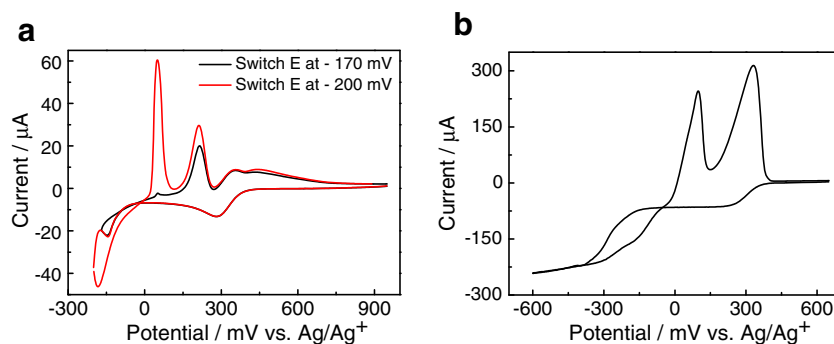 a
Switch E at - 170 mV
Switch E at - 200 mV
60
40
20
0
-20
-40
Current / μA
-300 0 300 600 900
Potential / mV vs. Ag/Ag+
b
300
150
0
-150
-300
Current / μA
-600 -300 0 300 600
Potential / mV vs. Ag/Ag+